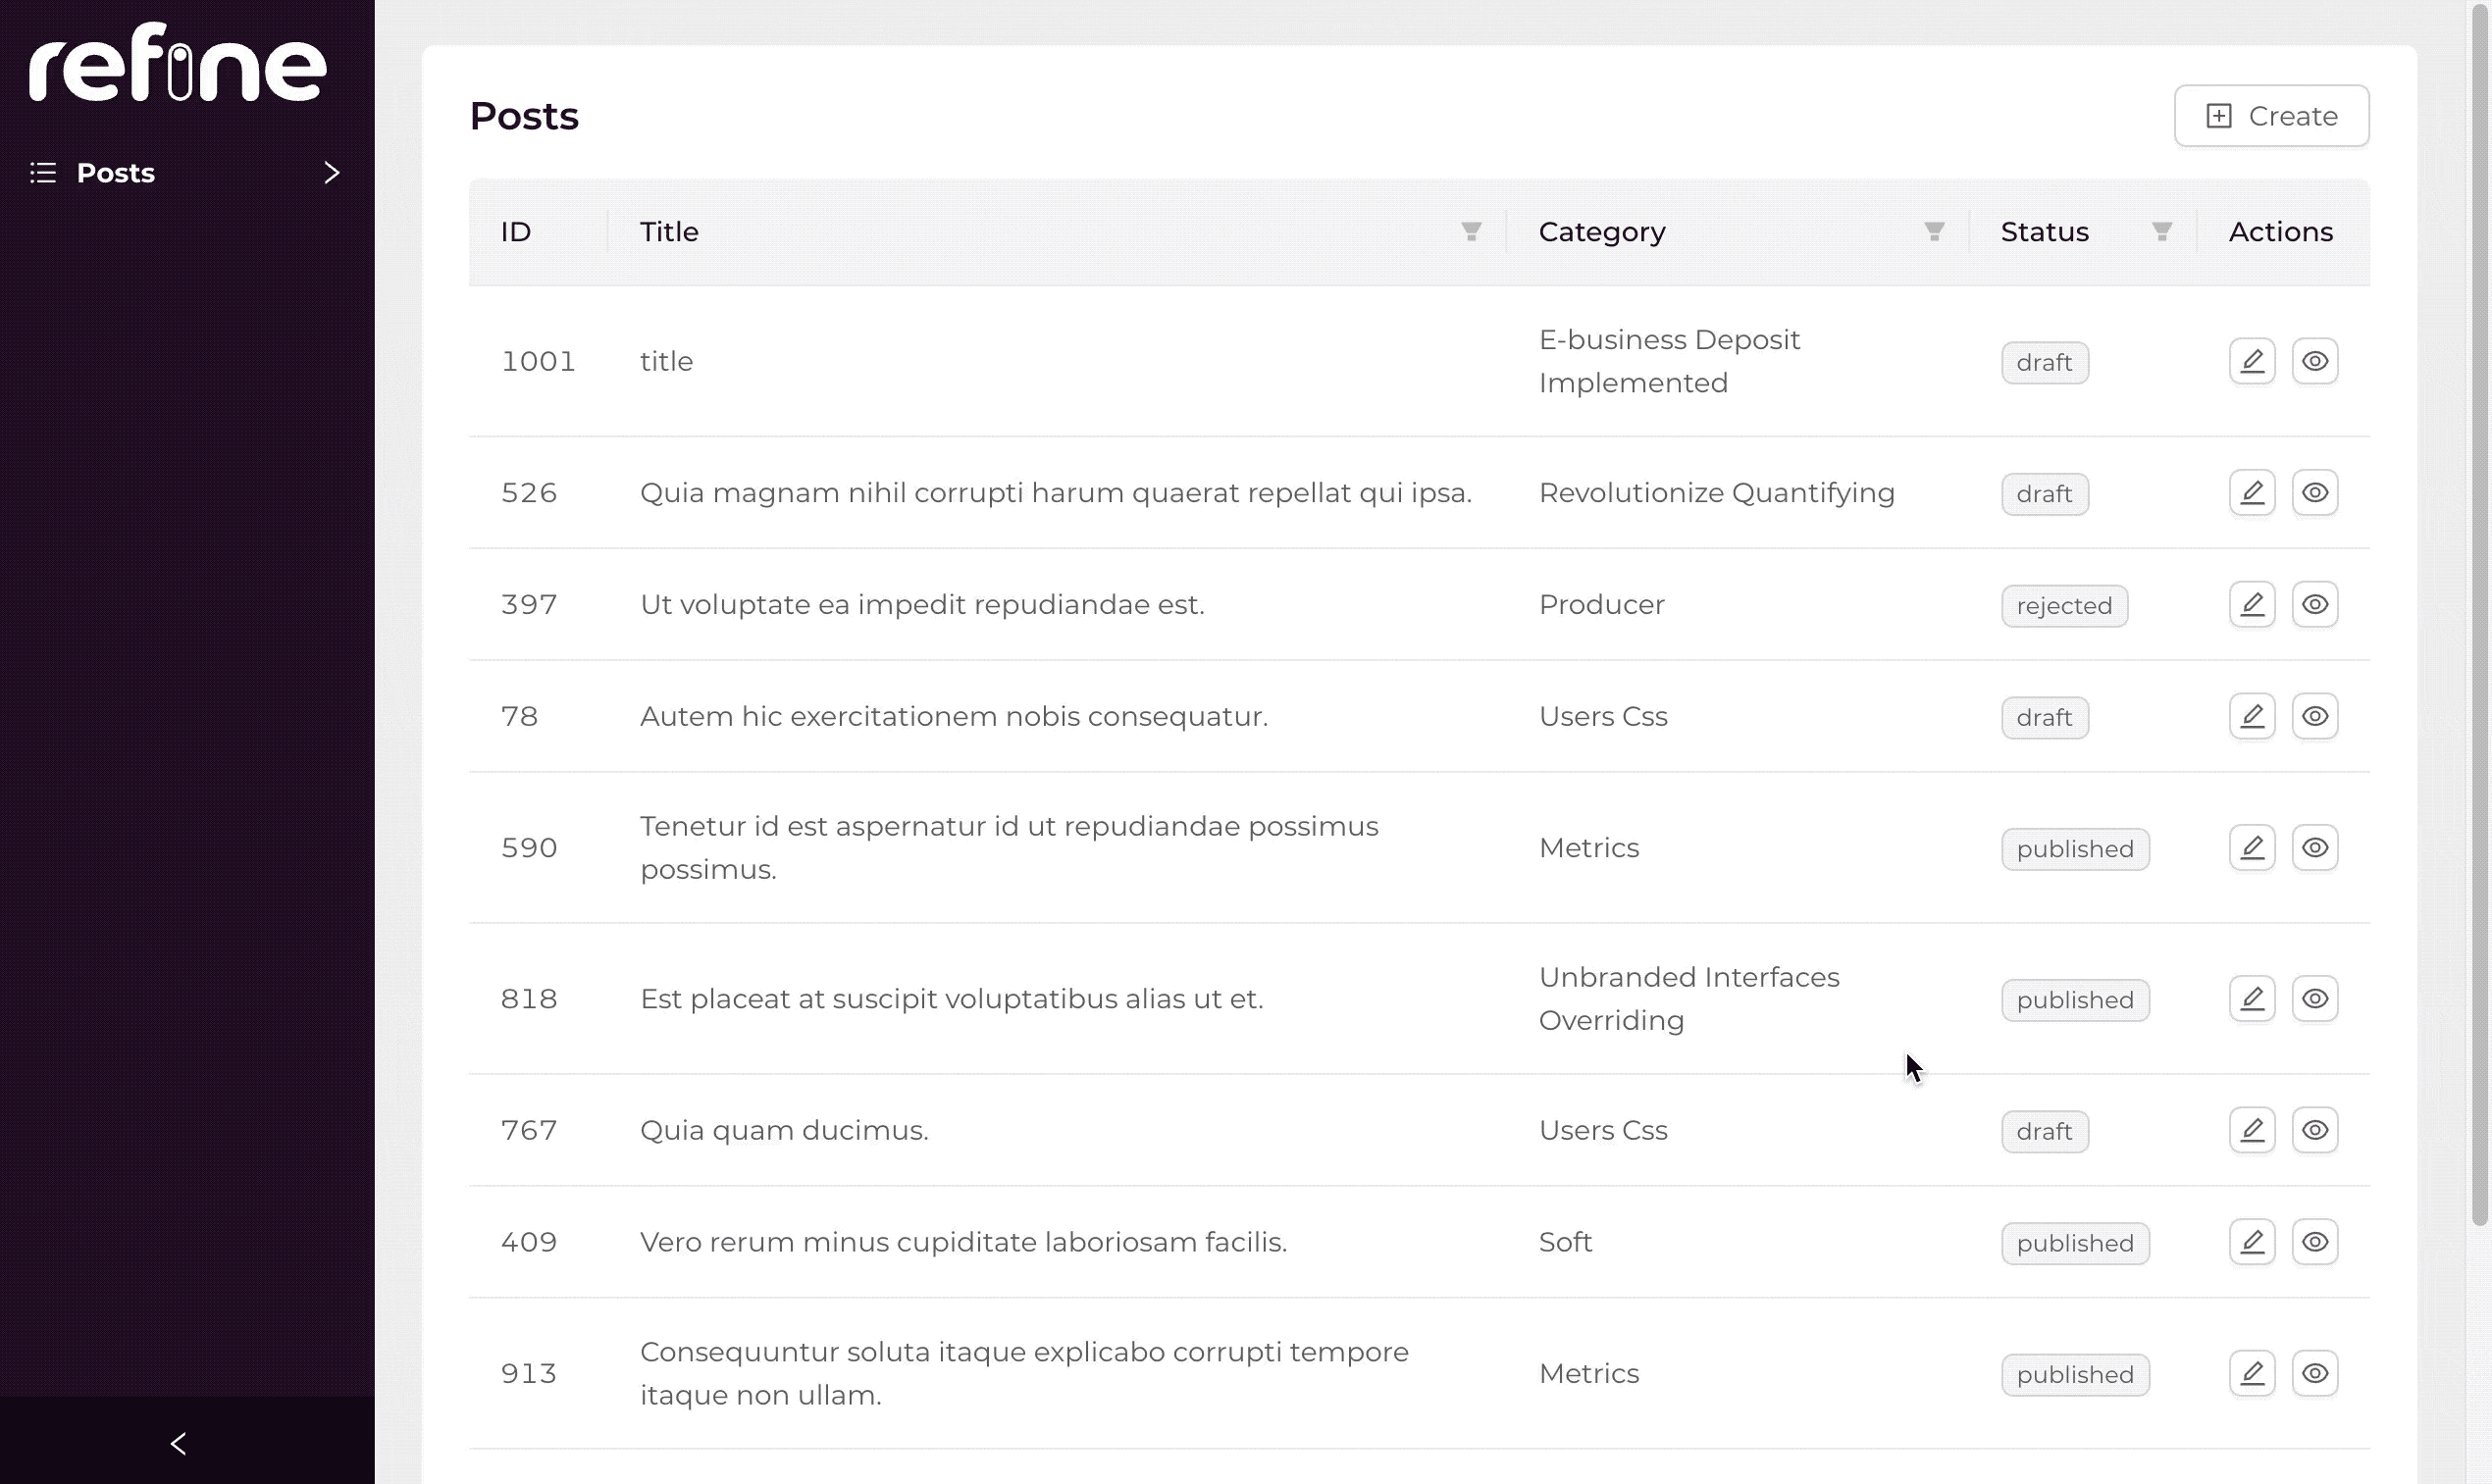 refine
Posts
Posts
Create
ID Title Category Status Actions
1001 title E-business Deposit Implemented draft
526 Quia magnam nihil corrupti harum quaerat repellat qui ipsa. Revolutionize Quantifying draft
397 Ut voluptate ea impedit repudiandae est. Producer rejected
78 Autem hic exercitationem nobis consequatur. Users Css draft
590 Tenetur id est aspernatur id ut repudiandae possimus
possimus. Metrics published
818 Est placeat at suscipit voluptatibus alias ut et. Unbranded Interfaces
Overriding published
767 Quia quam ducimus. Users Css draft
409 Vero rerum minus cupiditate laboriosam facilis. Soft published
913 Consequuntur soluta itaque explicabo corrupti tempore
itaque non ullam. Metrics published